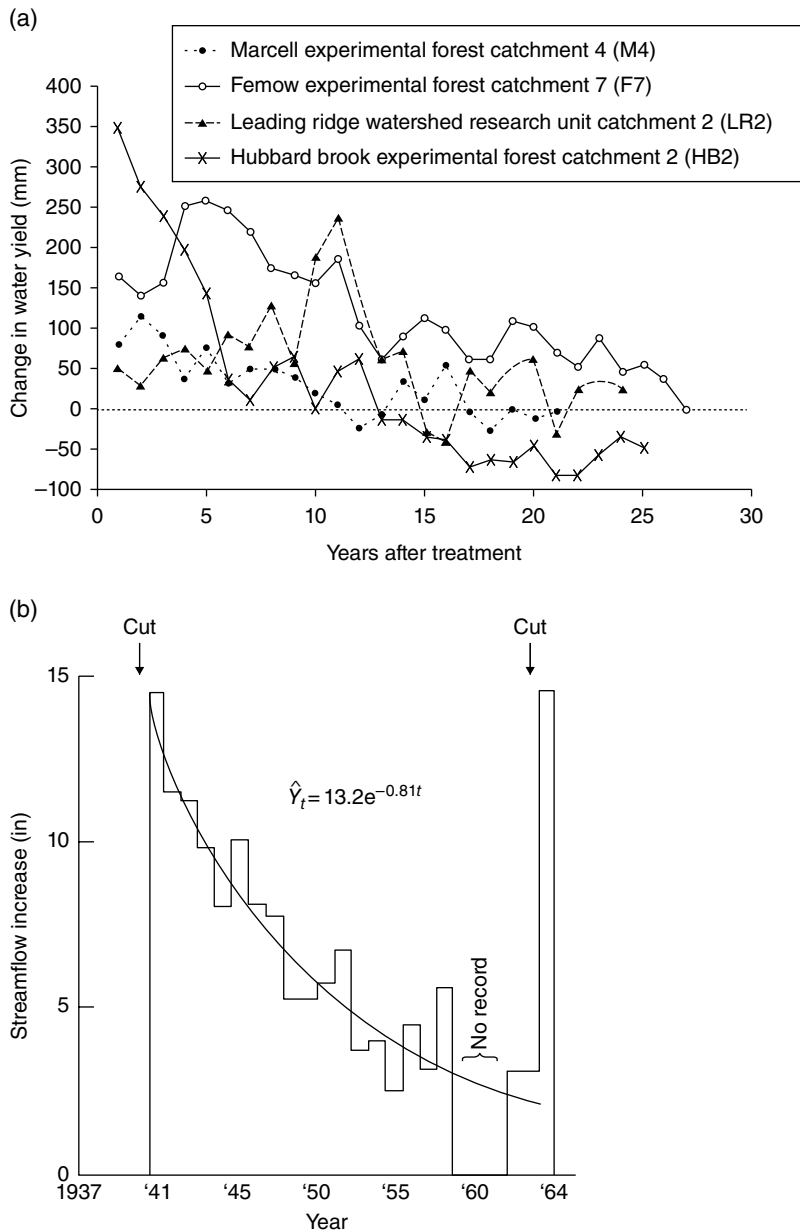 (a)
Marcell experimental forest catchment 4 (M4)
Femow experimental forest catchment 7 (F7)
Leading ridge watershed research unit catchment 2 (LR2)
Hubbard brook experimental forest catchment 2 (HB2)
Change in water yield (mm)
400
350
300
250
200
150
100
50
0
–50
–100
0 5 10 15 20 25 30
Years after treatment
(b)
Cut Cut
Streamflow increase (in)
15
10
5
0
Ŷt = 13.2e–0.81t
No record
1937 ‘41 ‘45 ‘50 ‘55 ‘60 ‘64
Year